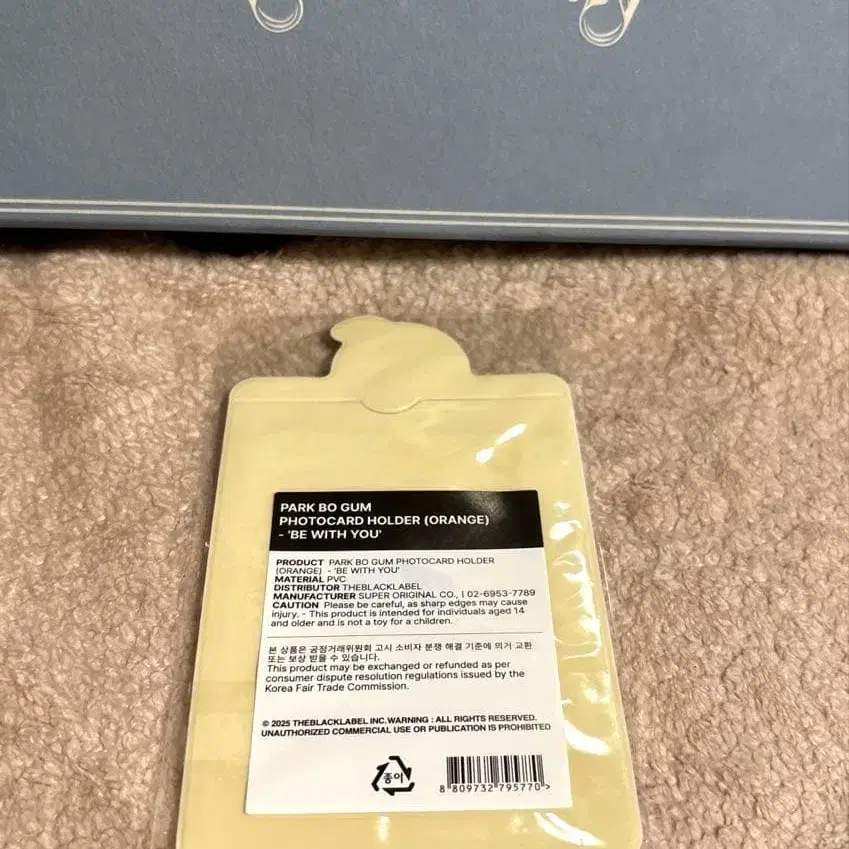 PARK BO GUM
PHOTOCARD HOLDER (ORANGE)
- 'BE WITH YOU'
PRODUCT PARK BO GUM PHOTOCARD HOLDER
(ORANGE) - 'BE WITH YOU'
MATERIAL PVC
DISTRIBUTOR THEBLACKLABEL
MANUFACTURER SUPER ORIGINAL CO., | 02-6953-7789
CAUTION Please be careful, as sharp edges may cause
injury. - This product is intended for individuals aged 14
and older and is not a toy for a children.
본 상품은 공정거래위원회 고시 소비자 분쟁 해결 기준에 의거 교환
또는 보상 받을 수 있습니다.
This product may be exchanged or refunded as per
consumer dispute resolution regulations issued by the
Korea Fair Trade Commission.
© 2025 THEBLACKLABEL INC.WARNING : ALL RIGHTS RESERVED.
UNAUTHORIZED COMMERCIAL USE OR PUBLICATION IS PROHIBITED
종이
8 809732 795770 >